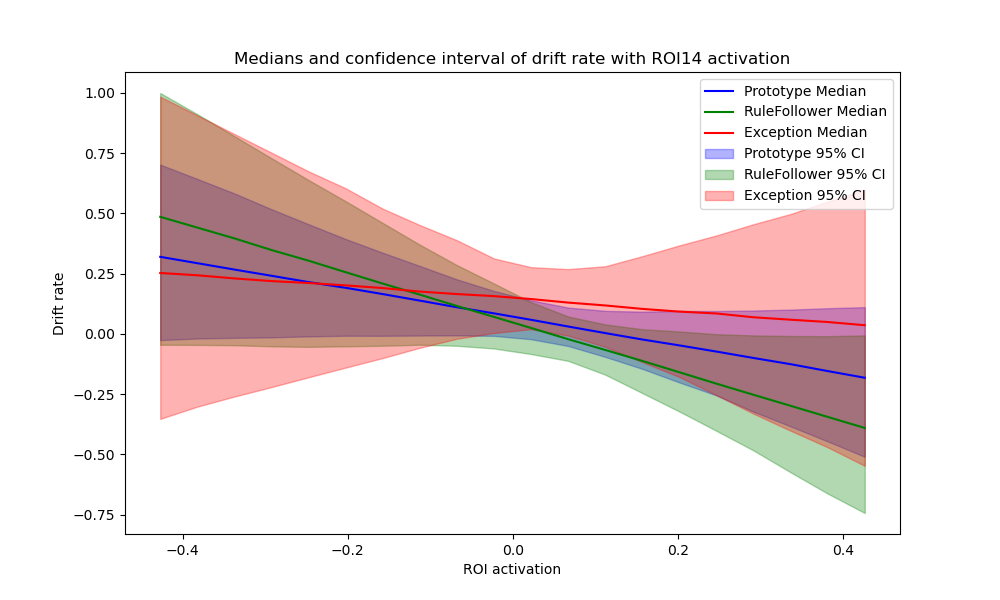 Medians and confidence interval of drift rate with ROI14 activation
1.00
0.75
0.50
0.25
0.00
−0.25
−0.50
−0.75
Drift rate
Prototype Median
RuleFollower Median
Exception Median
Prototype 95% CI
RuleFollower 95% CI
Exception 95% CI
−0.4
−0.2
0.0
0.2
0.4
ROI activation